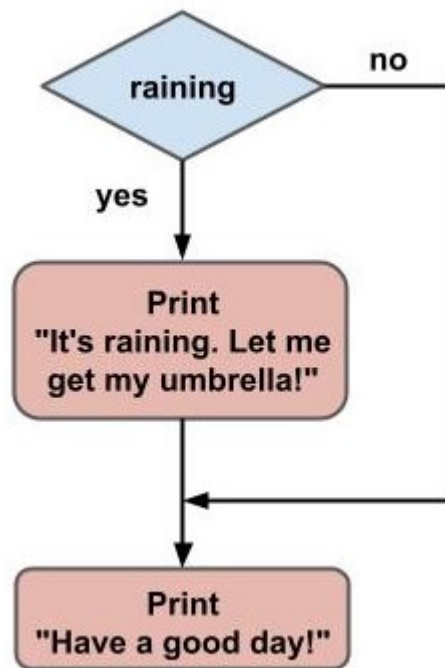 raining
no
yes
Print
"It's raining. Let me
get my umbrella!"
Print
"Have a good day!"